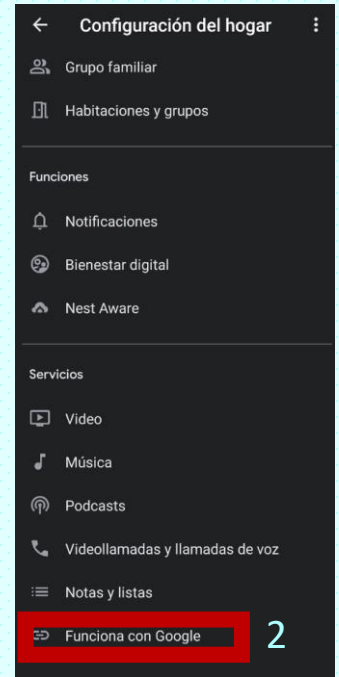 Configuración del hogar
Grupo familiar
Habitaciones y grupos
Funciones
Notificaciones
Bienestar digital
Nest Aware
Servicios
Video
Música
Podcasts
Videollamadas y llamadas de voz
Notas y listas
Funciona con Google 2